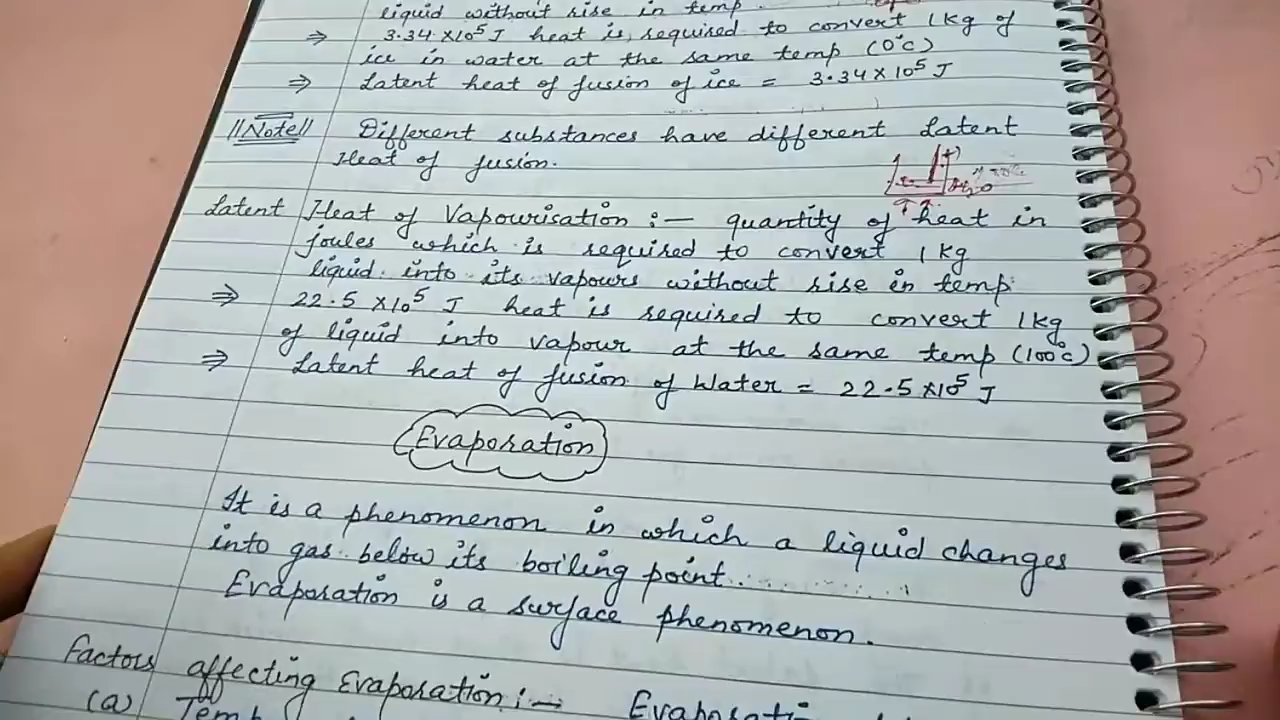 liquid without rise in temp.
⇒ 3.34 ×10⁵ J heat is required to convert 1 kg of
ice in water at the same temp (0°c)
⇒ Latent heat of fusion of ice = 3.34 × 10⁵ J
||Note|| Different substances have different Latent
Heat of fusion.
Latent Heat of Vapourisation :— quantity of heat in
joules which is required to convert 1 kg
liquid into its vapours without rise in temp.
⇒ 22.5 ×10⁵ J heat is required to convert 1kg
of liquid into vapour at the same temp (100°c)
⇒ Latent heat of fusion of Water = 22.5 ×10⁵ J
Evaporation
It is a phenomenon in which a liquid changes
into gas below its boiling point.
Evaporation is a surface phenomenon.
Factors affecting Evaporation :—
(a)